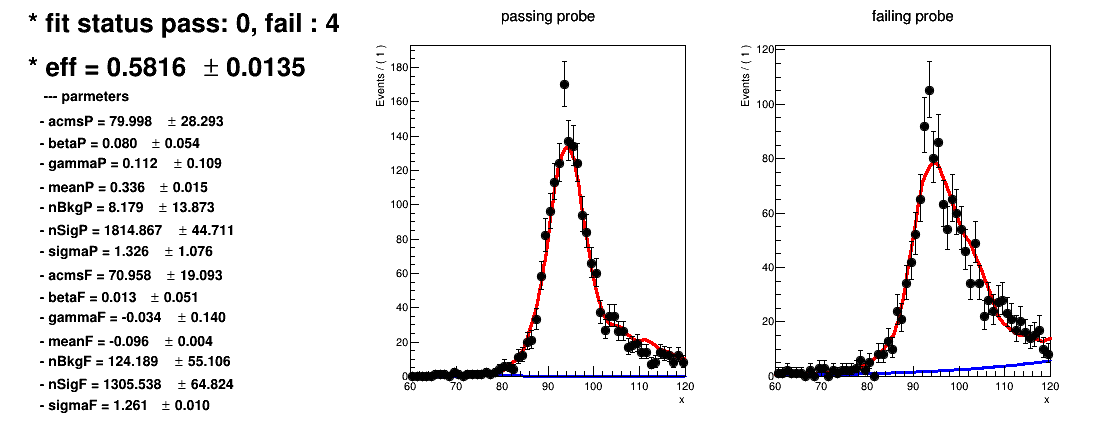 * fit status pass: 0, fail : 4
* eff = 0.5816 ± 0.0135
--- parmeters
- acmsP = 79.998 ± 28.293
- betaP = 0.080 ± 0.054
- gammaP = 0.112 ± 0.109
- meanP = 0.336 ± 0.015
- nBkgP = 8.179 ± 13.873
- nSigP = 1814.867 ± 44.711
- sigmaP = 1.326 ± 1.076
- acmsF = 70.958 ± 19.093
- betaF = 0.013 ± 0.051
- gammaF = -0.034 ± 0.140
- meanF = -0.096 ± 0.004
- nBkgF = 124.189 ± 55.106
- nSigF = 1305.538 ± 64.824
- sigmaF = 1.261 ± 0.010
passing probe
Events / ( 1 )
180
160
140
120
100
80
60
40
20
0
60 70 80 90 100 110 120
x
failing probe
Events / ( 1 )
120
100
80
60
40
20
0
60 70 80 90 100 110 120
x